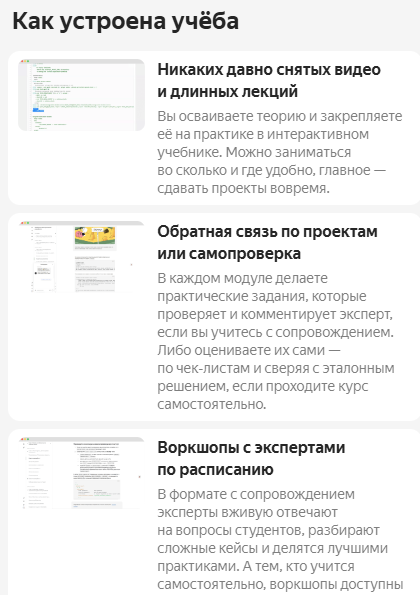 Как устроена учёба
Никаких давно снятых видео
и длинных лекций
Вы осваиваете теорию и закрепляете
её на практике в интерактивном
учебнике. Можно заниматься
во сколько и где удобно, главное —
сдавать проекты вовремя.
Обратная связь по проектам
или самопроверка
В каждом модуле делаете
практические задания, которые
проверяет и комментирует эксперт,
если вы учитесь с сопровождением.
Либо оцениваете их сами —
по чек-листам и сверяя с эталонным
решением, если проходите курс
самостоятельно.
Воркшопы с экспертами
по расписанию
В формате с сопровождением
эксперты вживую отвечают
на вопросы студентов, разбирают
сложные кейсы и делятся лучшими
практиками. А тем, кто учится
самостоятельно, воркшопы доступны